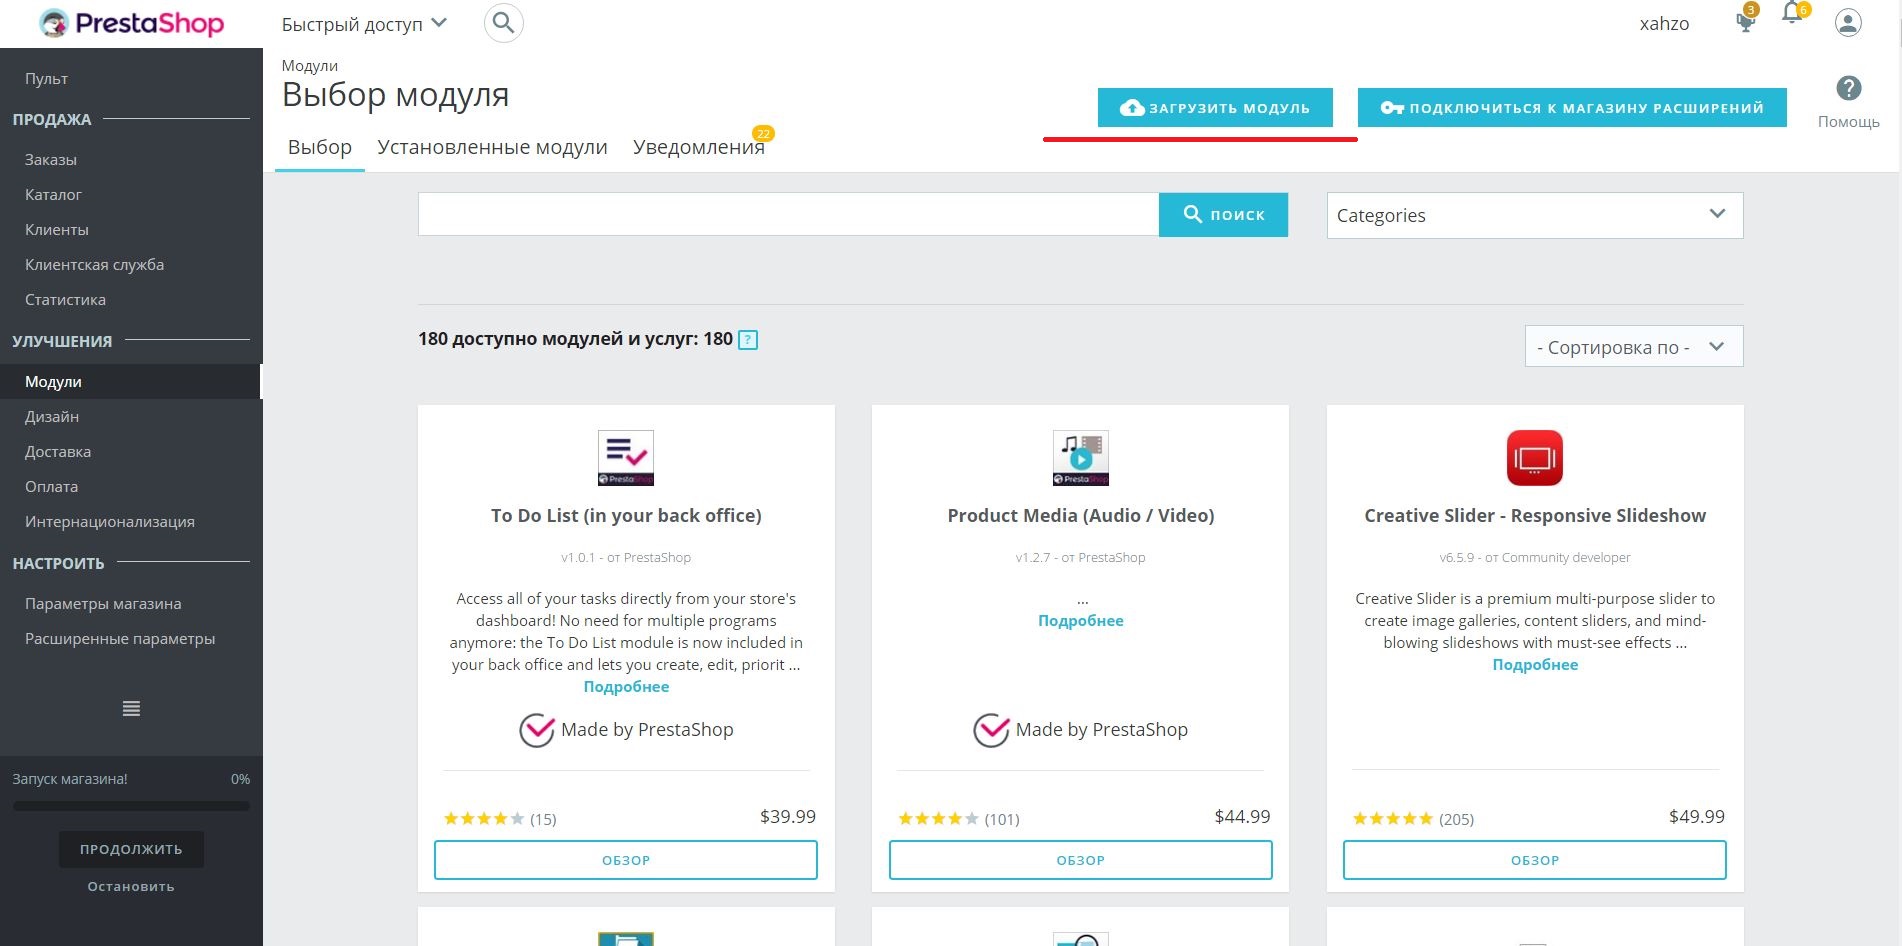 PrestaShop
Быстрый доступ
xahzo
3
6
Модули
Выбор модуля
ЗАГРУЗИТЬ МОДУЛЬ
ПОДКЛЮЧИТЬСЯ К МАГАЗИНУ РАСШИРЕНИЙ
?
Помощь
Выбор
Установленные модули
Уведомления
22
Пульт
ПРОДАЖА
Заказы
Каталог
Клиенты
Клиентская служба
Статистика
УЛУЧШЕНИЯ
Модули
Дизайн
Доставка
Оплата
Интернационализация
НАСТРОИТЬ
Параметры магазина
Расширенные параметры
Запуск магазина! 0%
ПРОДОЛЖИТЬ
Остановить
ПОИСК
Categories
180 доступно модулей и услуг: 180 ?
- Сортировка по -
PrestaShop
To Do List (in your back office)
v1.0.1 - от PrestaShop
Access all of your tasks directly from your store's
dashboard! No need for multiple programs
anymore: the To Do List module is now included in
your back office and lets you create, edit, priorit ...
Подробнее
Made by PrestaShop
(15) $39.99
ОБЗОР
PrestaShop
Product Media (Audio / Video)
v1.2.7 - от PrestaShop
...
Подробнее
Made by PrestaShop
(101) $44.99
ОБЗОР
Creative Slider - Responsive Slideshow
v6.5.9 - от Community developer
Creative Slider is a premium multi-purpose slider to
create image galleries, content sliders, and mind-
blowing slideshows with must-see effects ...
Подробнее
(205) $49.99
ОБЗОР